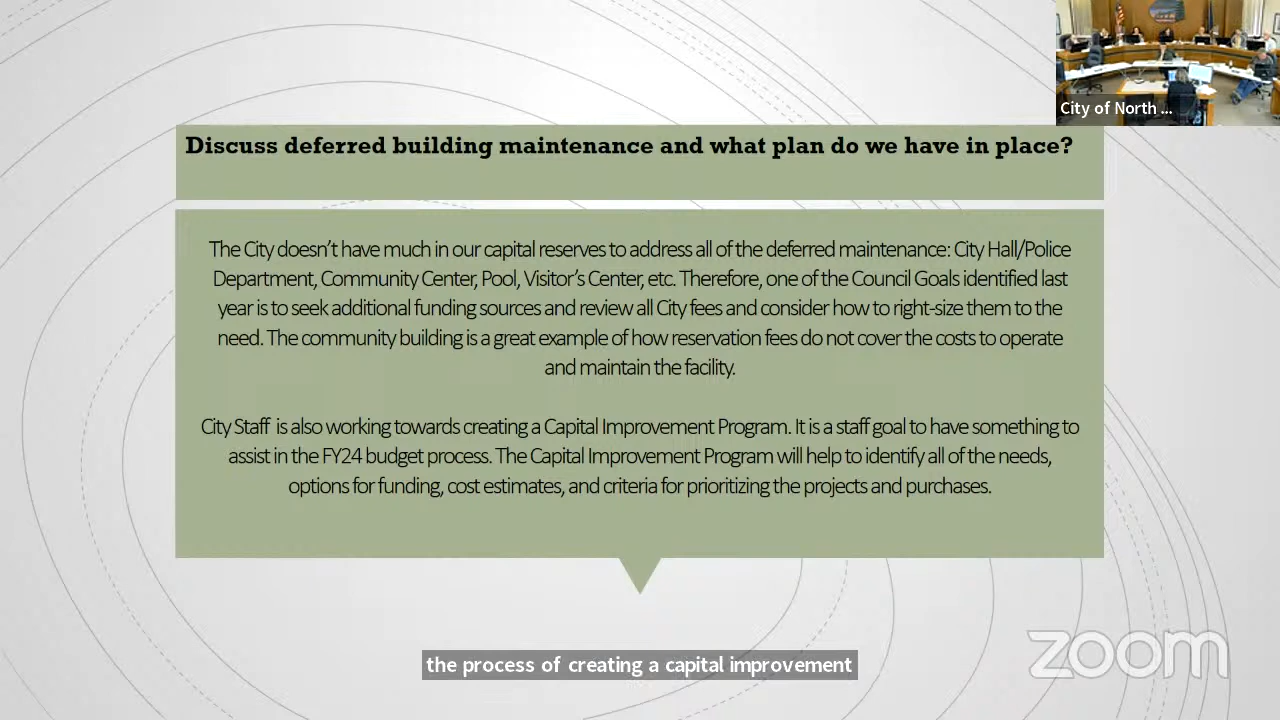 City of North ...
Discuss deferred building maintenance and what plan do we have in place?
The City doesn't have much in our capital reserves to address all of the deferred maintenance: City Hall/Police
Department, Community Center, Pool, Visitor's Center, etc. Therefore, one of the Council Goals identified last
year is to seek additional funding sources and review all City fees and consider how to right-size them to the
need. The community building is a great example of how reservation fees do not cover the costs to operate
and maintain the facility.
City Staff is also working towards creating a Capital Improvement Program. It is a staff goal to have something to
assist in the FY24 budget process. The Capital Improvement Program will help to identify all of the needs,
options for funding, cost estimates, and criteria for prioritizing the projects and purchases.
the process of creating a capital improvement
zoom